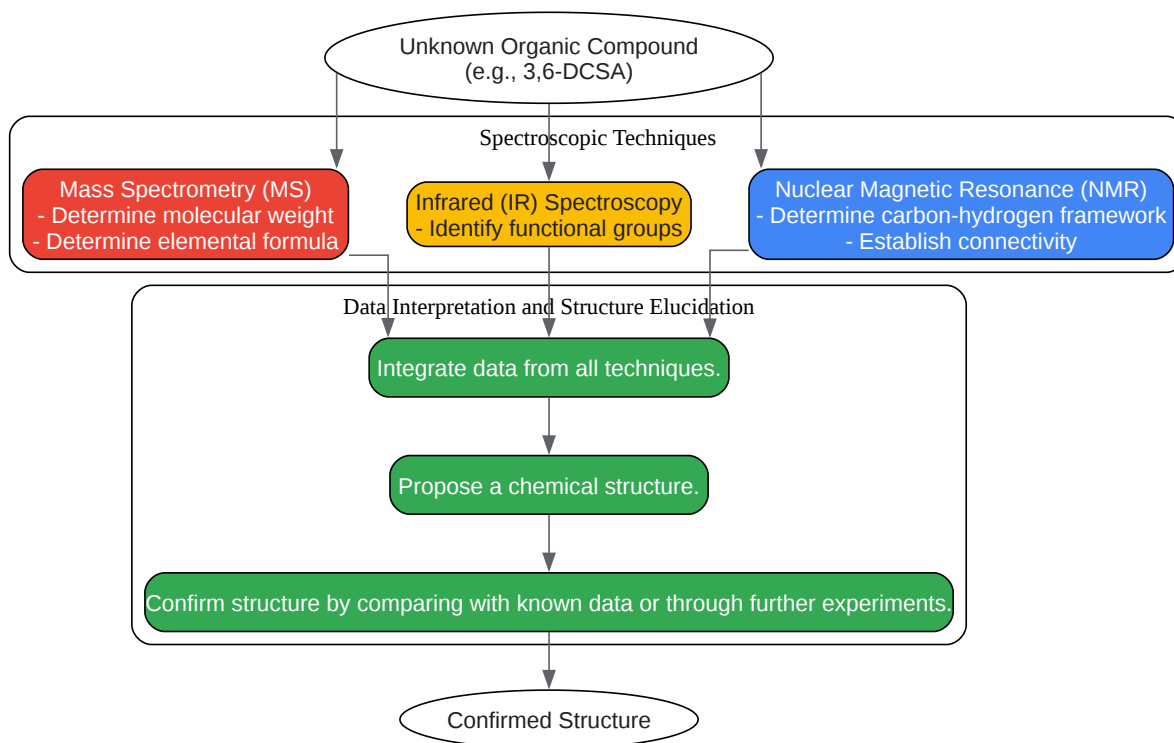 Unknown Organic Compound
(e.g., 3,6-DCSA)
Spectroscopic Techniques
Mass Spectrometry (MS)
- Determine molecular weight
- Determine elemental formula
Infrared (IR) Spectroscopy
- Identify functional groups
Nuclear Magnetic Resonance (NMR)
- Determine carbon-hydrogen framework
- Establish connectivity
Data Interpretation and Structure Elucidation
Integrate data from all techniques.
Propose a chemical structure.
Confirm structure by comparing with known data or through further experiments.
Confirmed Structure